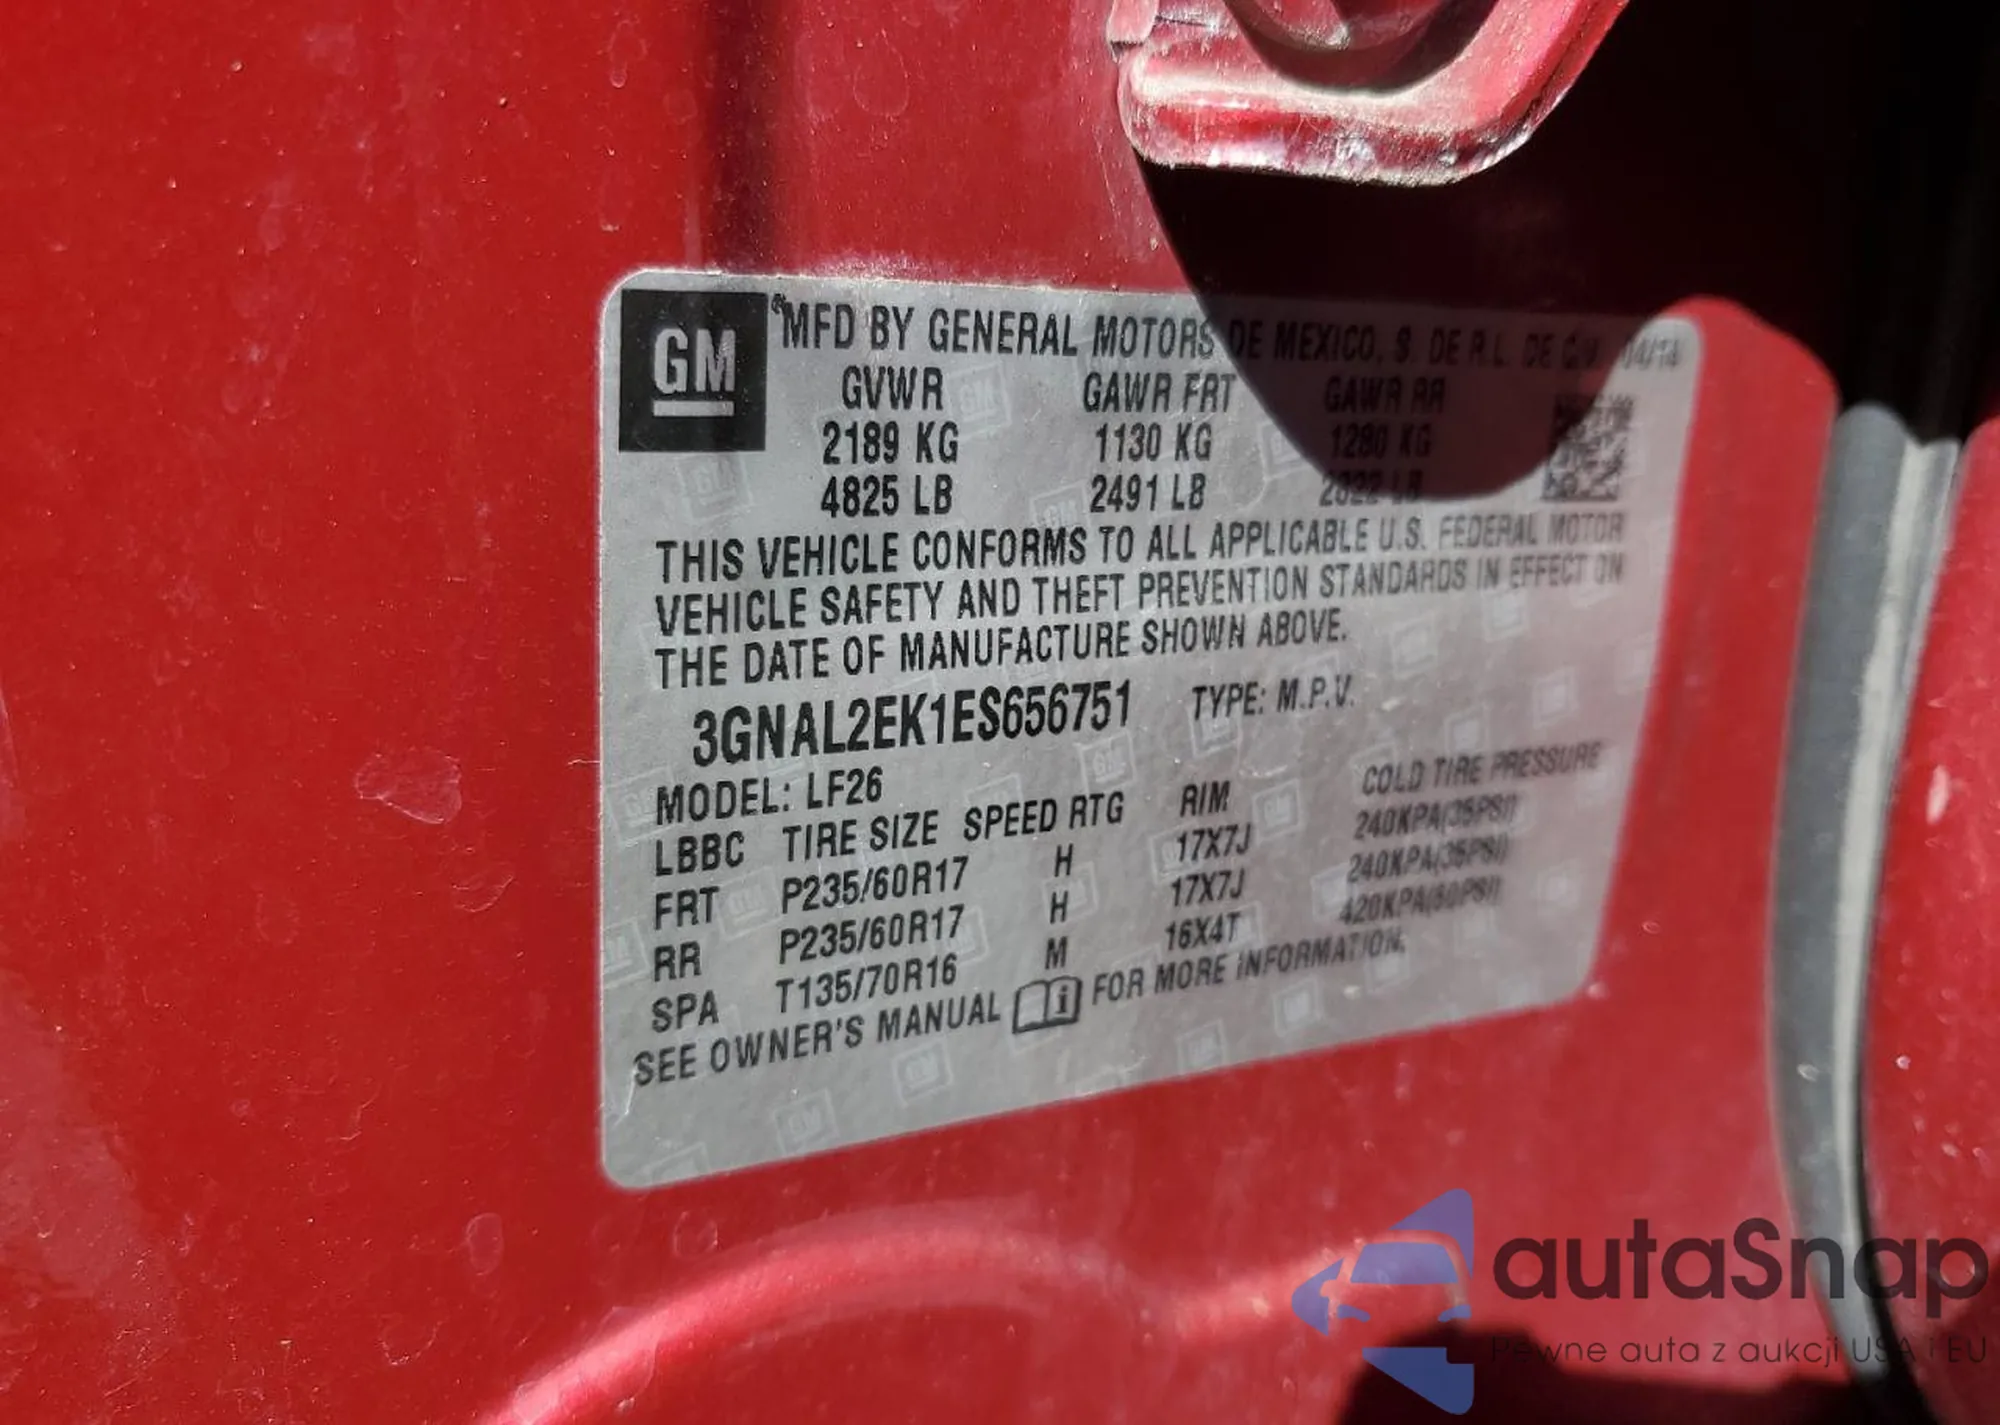 GM
MFD BY GENERAL MOTORS DE MEXICO, S. DE R.L. DE C.V. 04/14
GVWR GAWR FRT GAWR RR
2189 KG 1130 KG 1280 KG
4825 LB 2491 LB 2822 LB
THIS VEHICLE CONFORMS TO ALL APPLICABLE U.S. FEDERAL MOTOR
VEHICLE SAFETY AND THEFT PREVENTION STANDARDS IN EFFECT ON
THE DATE OF MANUFACTURE SHOWN ABOVE.
3GNAL2EK1ES656751 TYPE: M.P.V.
MODEL: LF26
LBBC TIRE SIZE SPEED RTG RIM COLD TIRE PRESSURE
FRT P235/60R17 H 17X7J 240KPA(35PSI)
RR P235/60R17 H 17X7J 240KPA(35PSI)
SPA T135/70R16 M 16X4T 420KPA(60PSI)
SEE OWNER'S MANUAL FOR MORE INFORMATION.
autaSnap
Pewne auta z aukcji USA i EU